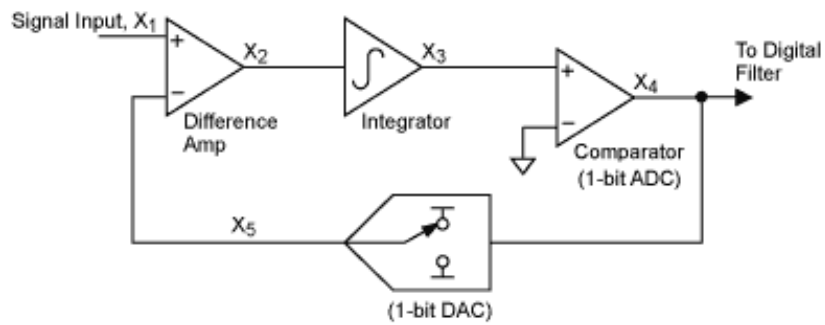 Signal Input, X1
X2
X3
X4
To Digital
Filter
+
−
Difference
Amp
Integrator
+
−
Comparator
(1-bit ADC)
X5
(1-bit DAC)